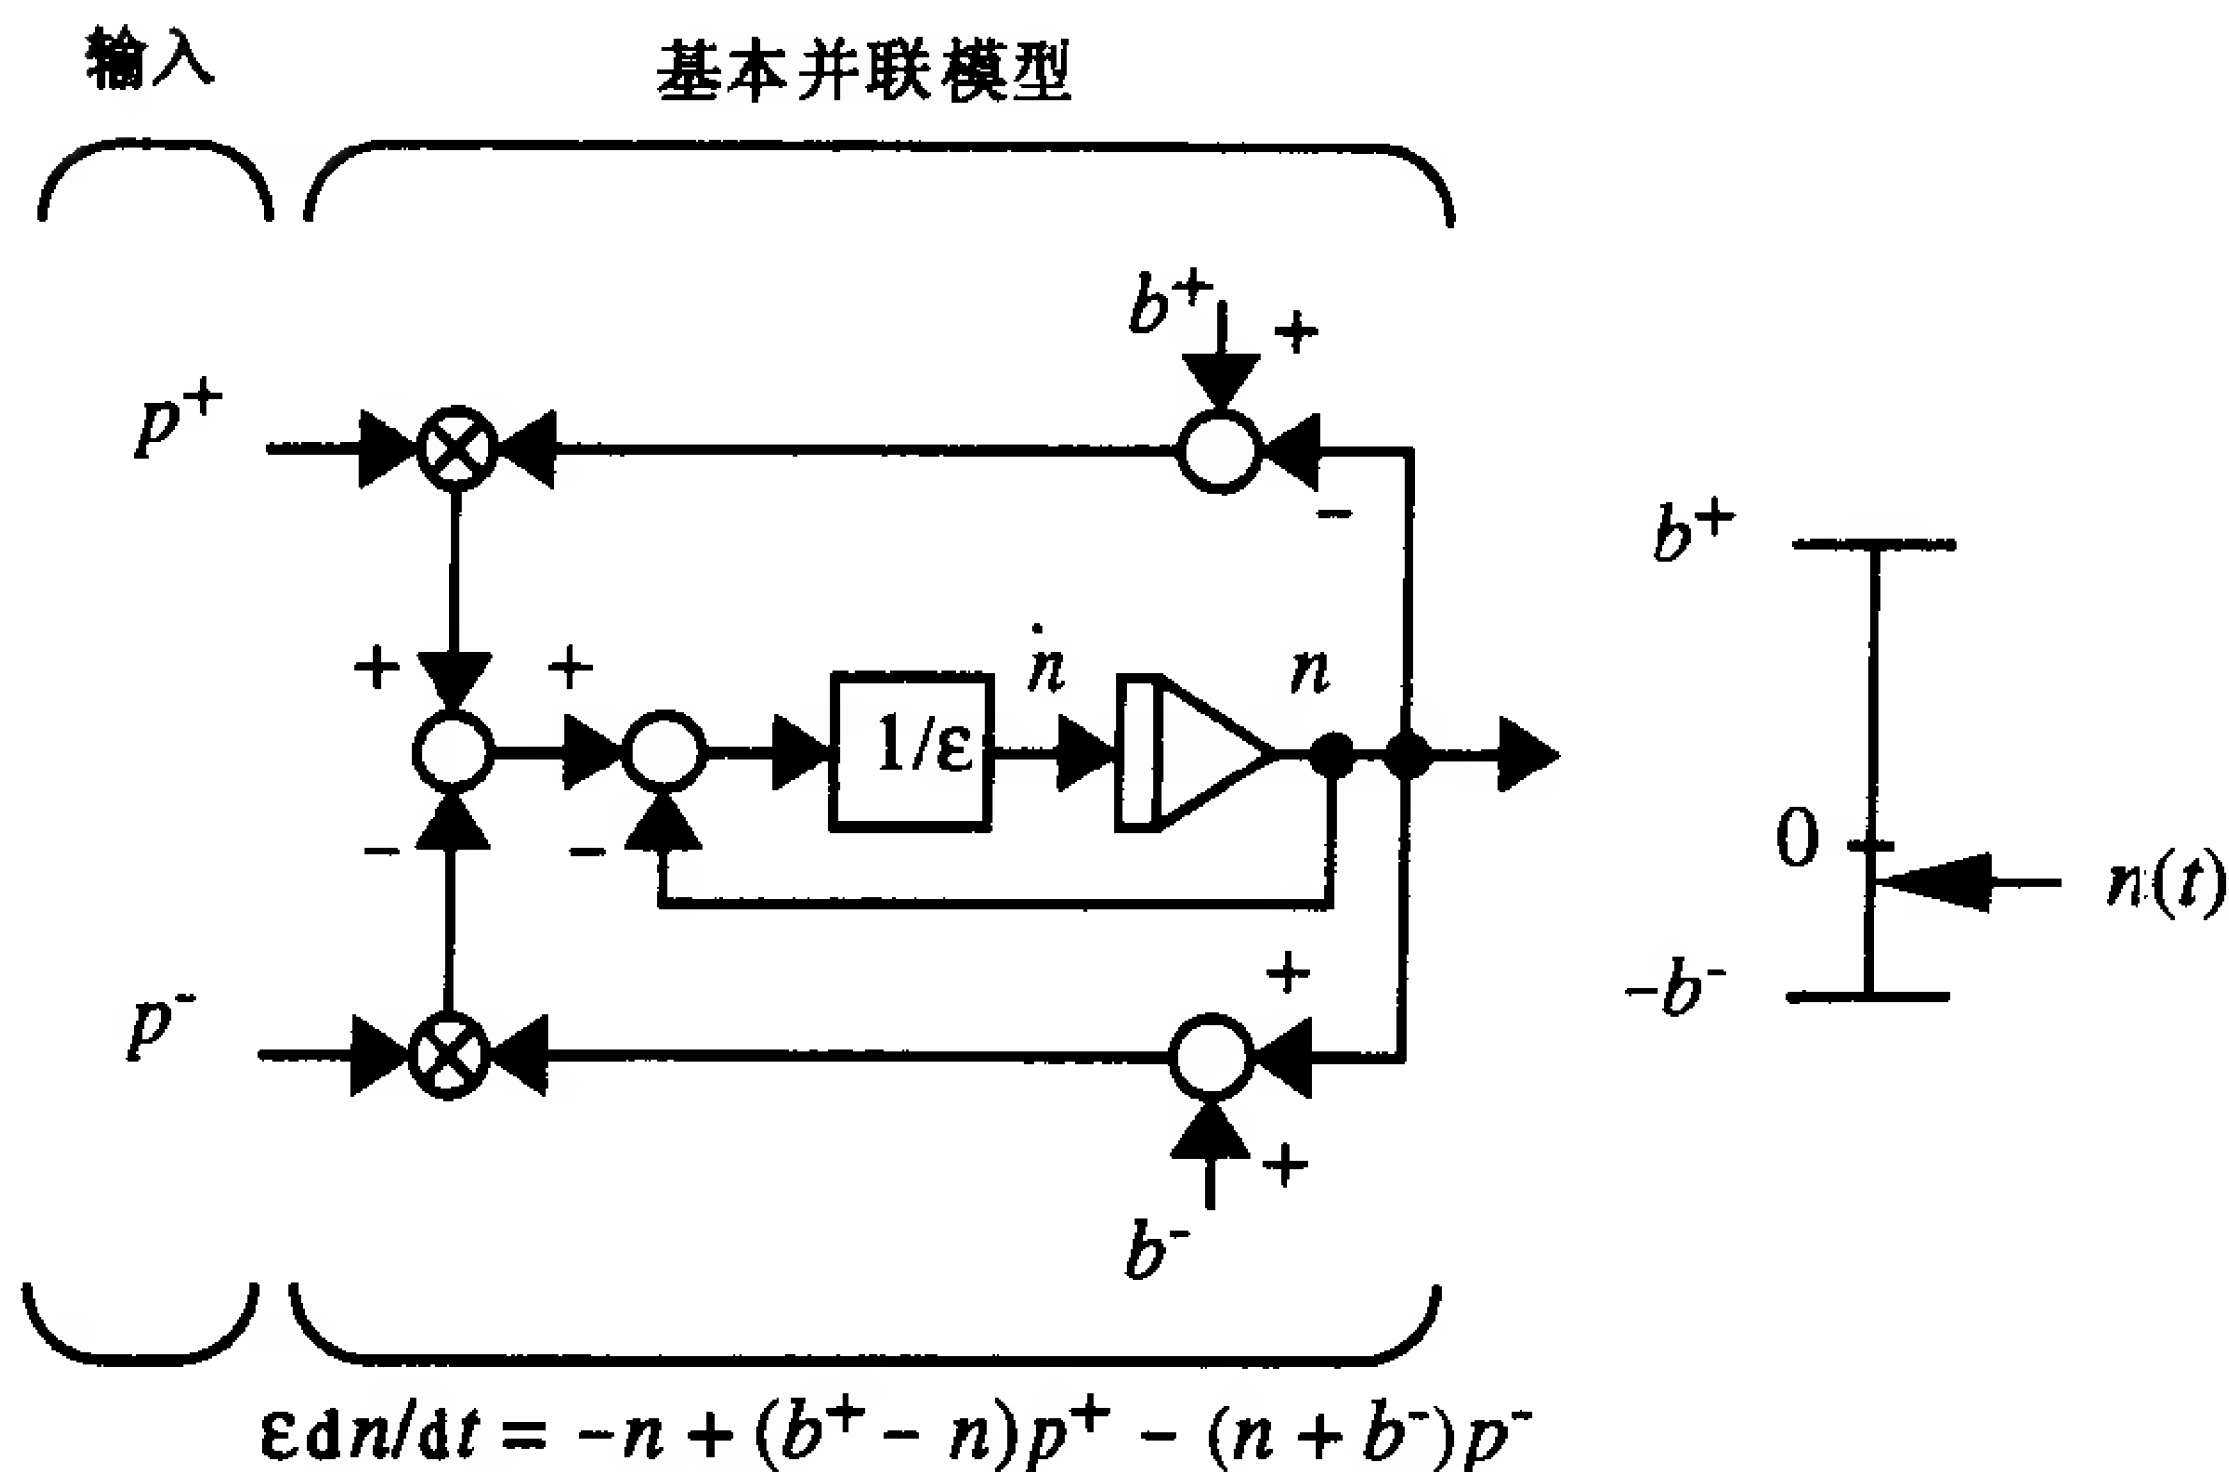 输入
基本并联模型
b⁺
+
p⁺
-
b⁺
+
+
ṅ
n
1/ε
0
-
-
n(t)
+
-b⁻
p⁻
+
b⁻
εdn/dt = -n + (b⁺ - n)p⁺ - (n + b⁻)p⁻